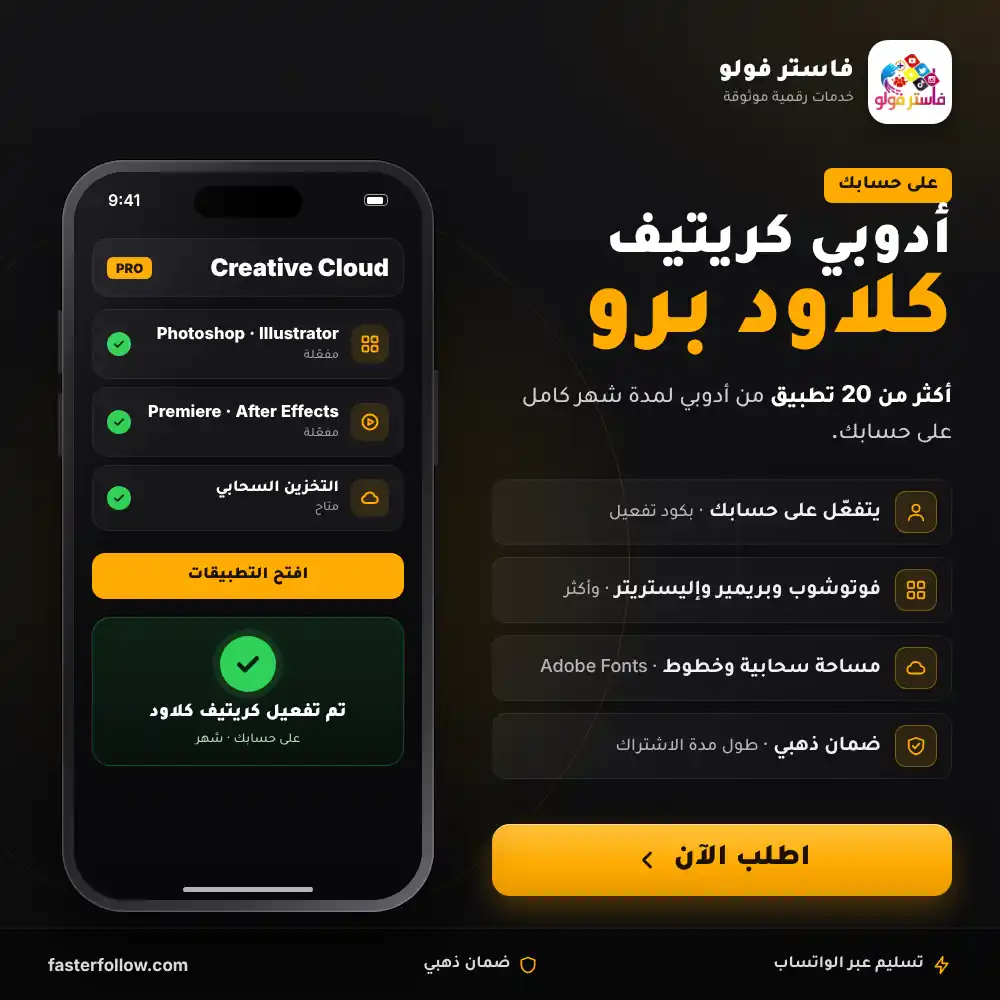 فاستر فولو
خدمات رقمية موثوقة
فاستر فولو
على حسابك
أدوبي كريتيف
كلاود برو
أكثر من 20 تطبيق من أدوبي لمدة شهر كامل
على حسابك.
يتفعّل على حسابك · بكود تفعيل
فوتوشوب وبريمير وإليستريتر · وأكثر
مساحة سحابية وخطوط · Adobe Fonts
ضمان ذهبي · طول مدة الاشتراك
اطلب الآن
9:41
Creative Cloud
PRO
Photoshop · Illustrator
مفعّلة
Premiere · After Effects
مفعّلة
التخزين السحابي
متاح
افتح التطبيقات
تم تفعيل كريتيف كلاود
على حسابك · شهر
تسليم عبر الواتساب
ضمان ذهبي
fasterfollow.com